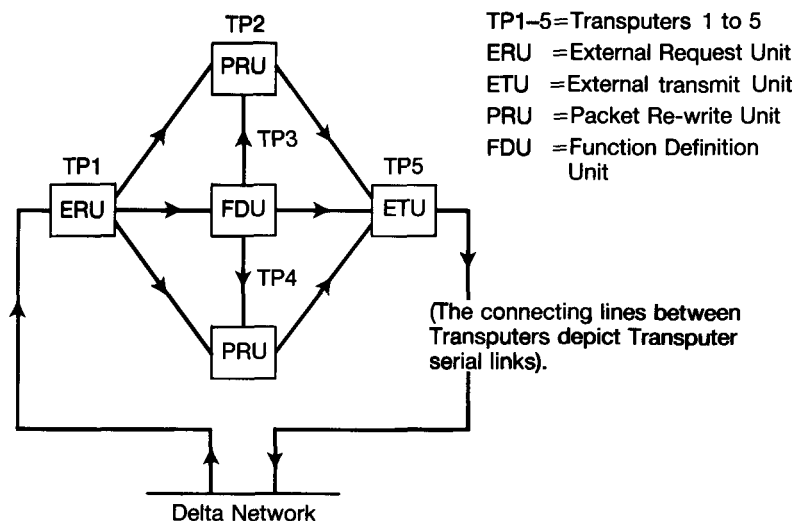 TP2
PRU
TP3
TP1
ERU
FDU
TP5
ETU
TP4
PRU
Delta Network
TP1–5=Transputers 1 to 5
ERU =External Request Unit
ETU =External transmit Unit
PRU =Packet Re-write Unit
FDU =Function Definition
Unit
(The connecting lines between
Transputers depict Transputer
serial links).